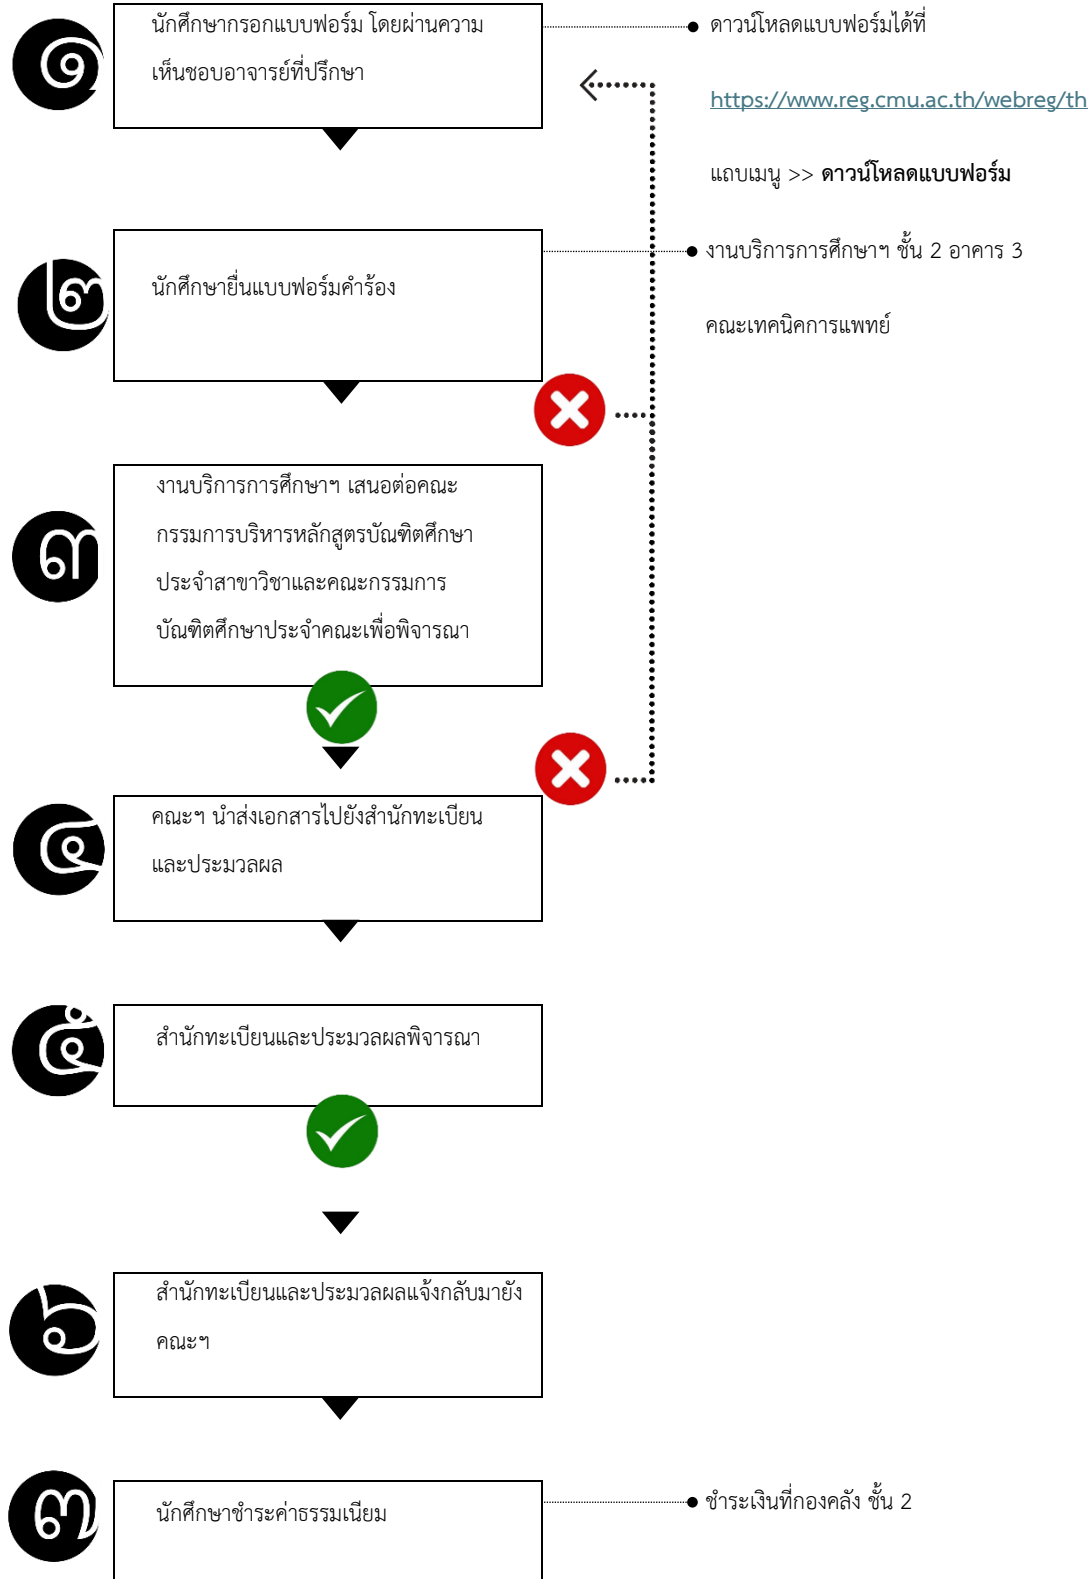 ๑
นักศึกษากรอกแบบฟอร์ม โดยผ่านความ
เห็นชอบอาจารย์ที่ปรึกษา
ดาวน์โหลดแบบฟอร์มได้ที่
https://www.reg.cmu.ac.th/webreg/th
แถบเมนู >> ดาวน์โหลดแบบฟอร์ม
๒
นักศึกษายื่นแบบฟอร์มคำร้อง
งานบริการการศึกษาฯ ชั้น 2 อาคาร 3
คณะเทคนิคการแพทย์
๓
งานบริการการศึกษาฯ เสนอต่อคณะ
กรรมการบริหารหลักสูตรบัณฑิตศึกษา
ประจำสาขาวิชาและคณะกรรมการ
บัณฑิตศึกษาประจำคณะเพื่อพิจารณา
๔
คณะฯ นำส่งเอกสารไปยังสำนักทะเบียน
และประมวลผล
๕
สำนักทะเบียนและประมวลผลพิจารณา
๖
สำนักทะเบียนและประมวลผลแจ้งกลับมายัง
คณะฯ
๗
นักศึกษาชำระค่าธรรมเนียม
ชำระเงินที่กองคลัง ชั้น 2